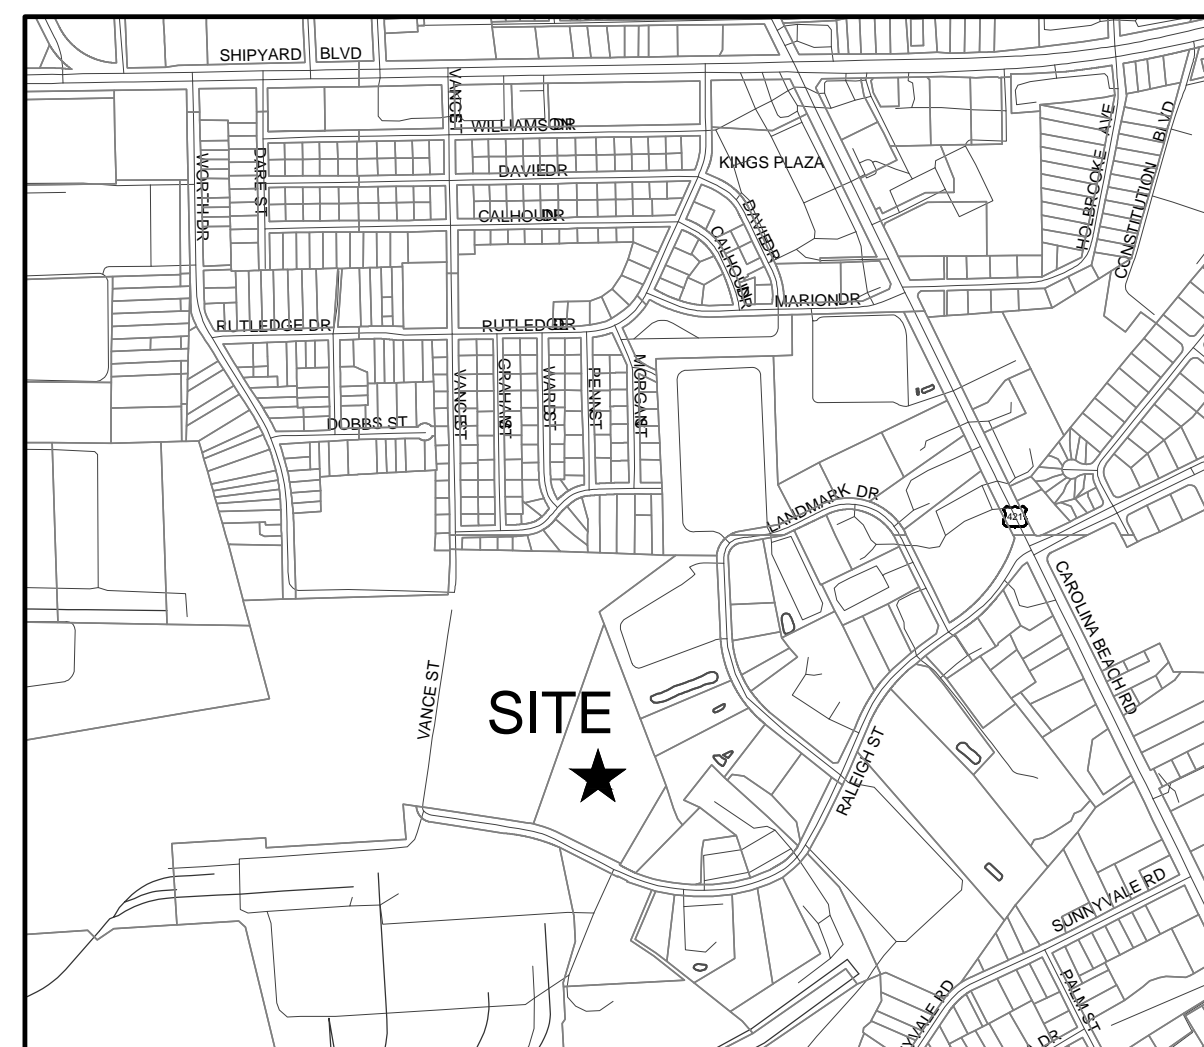 SHIPYARD BLVD
VANCE ST
WILLIAMSON DR
KINGS PLAZA
HOLBROOKE AVE
CONSTITUTION BLVD
WORTH DR
DARE ST
DAVIE DR
CALHOUN DR
DAVIE DR
CALHOUN DR
MARION DR
RUTLEDGE DR
RUTLEDGE DR
VANCE ST
GRAHAM ST
WARE ST
PENN ST
MORGAN ST
DOBBS ST
LANDMARK DR
421
CAROLINA BEACH RD
VANCE ST
SITE
RALEIGH ST
SUNNYVALE RD
YVALE RD
PALM ST
DR